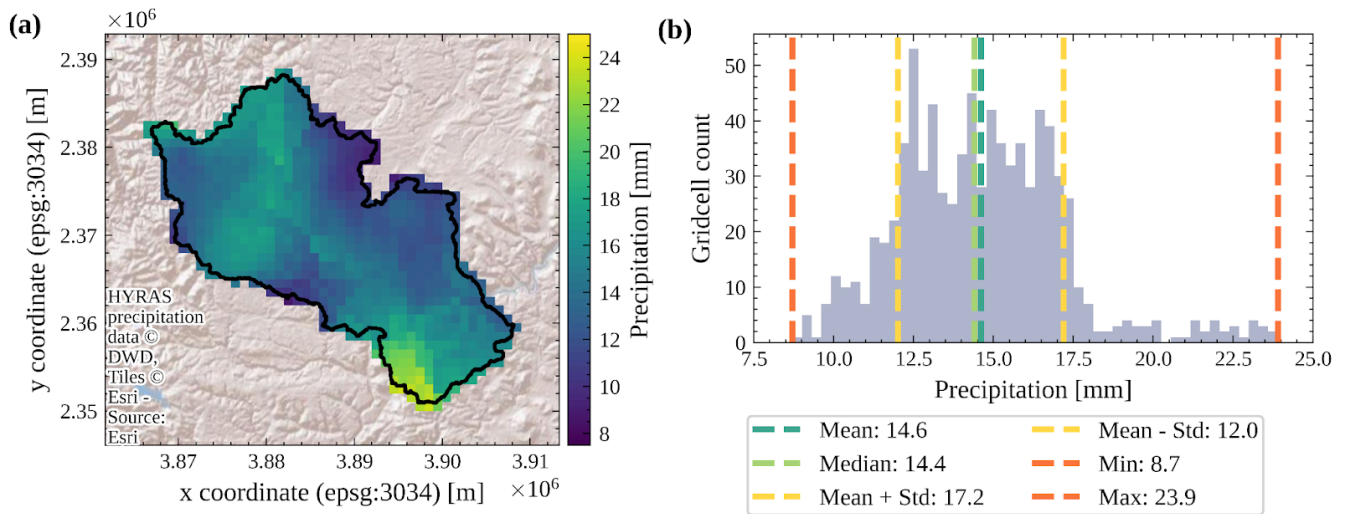 (a)
×10⁶
2.39
2.38
2.37
2.36
2.35
y coordinate (epsg:3034) [m]
HYRAS
precipitation
data ©
DWD,
Tiles ©
Esri -
Source:
Esri
3.87
3.88
3.89
3.90
3.91
x coordinate (epsg:3034) [m]
×10⁶
24
22
20
18
16
14
12
10
8
Precipitation [mm]
(b)
50
40
30
20
10
0
Gridcell count
7.5
10.0
12.5
15.0
17.5
20.0
22.5
25.0
Precipitation [mm]
Mean: 14.6
Median: 14.4
Mean + Std: 17.2
Mean - Std: 12.0
Min: 8.7
Max: 23.9